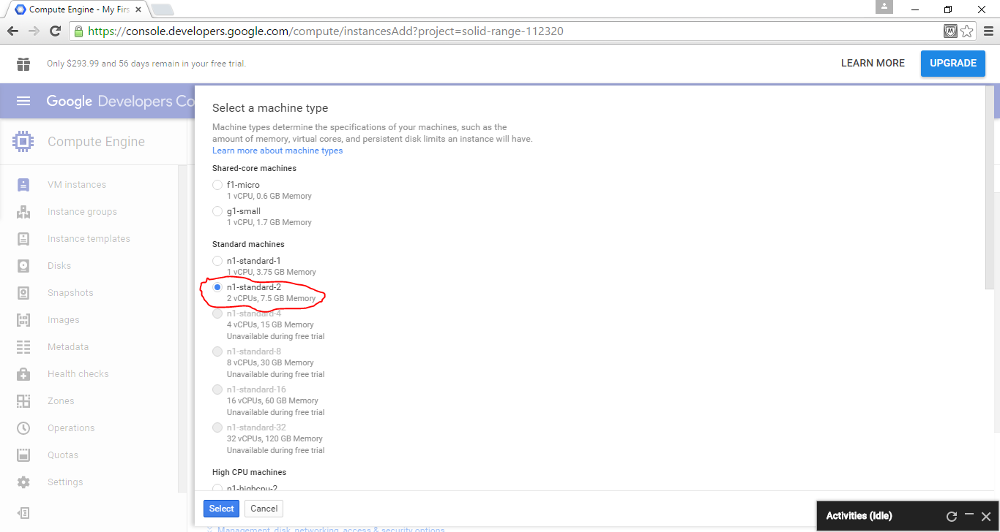 Compute Engine - My Firs
https://console.developers.google.com/compute/instancesAdd?project=solid-range-112320
Only $293.99 and 56 days remain in your free trial.
LEARN MORE
UPGRADE
Google Developers Co
Compute Engine
VM instances
Instance groups
Instance templates
Disks
Snapshots
Images
Metadata
Health checks
Zones
Operations
Quotas
Settings
Select a machine type
Machine types determine the specifications of your machines, such as the
amount of memory, virtual cores, and persistent disk limits an instance will have.
Learn more about machine types
Shared-core machines
f1-micro
1 vCPU, 0.6 GB Memory
g1-small
1 vCPU, 1.7 GB Memory
Standard machines
n1-standard-1
1 vCPU, 3.75 GB Memory
n1-standard-2
2 vCPUs, 7.5 GB Memory
n1-standard-4
4 vCPUs, 15 GB Memory
Unavailable during free trial
n1-standard-8
8 vCPUs, 30 GB Memory
Unavailable during free trial
n1-standard-16
16 vCPUs, 60 GB Memory
Unavailable during free trial
n1-standard-32
32 vCPUs, 120 GB Memory
Unavailable during free trial
High CPU machines
n1-highcpu-2
Select
Cancel
Management, disk, networking, access & security options
Activities (Idle)